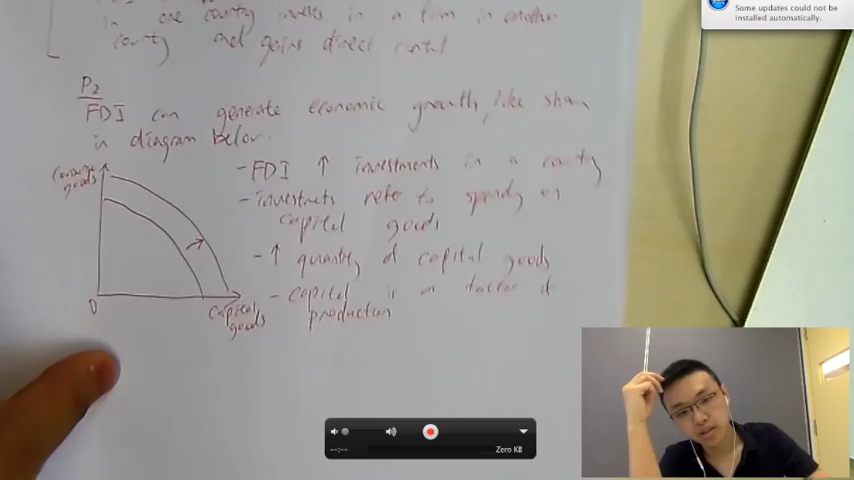 in one country invests in a firm in another
country and gains direct control
P2
FDI can generate economic growth, like shown
in diagram below.
- FDI ↑ investments in a country
- investments refer to spending on
capital goods
- ↑ quantity of capital goods
- capital is a factor of
production
goods
0
capital
goods
Some updates could not be
installed automatically.
--:--
Zero KB